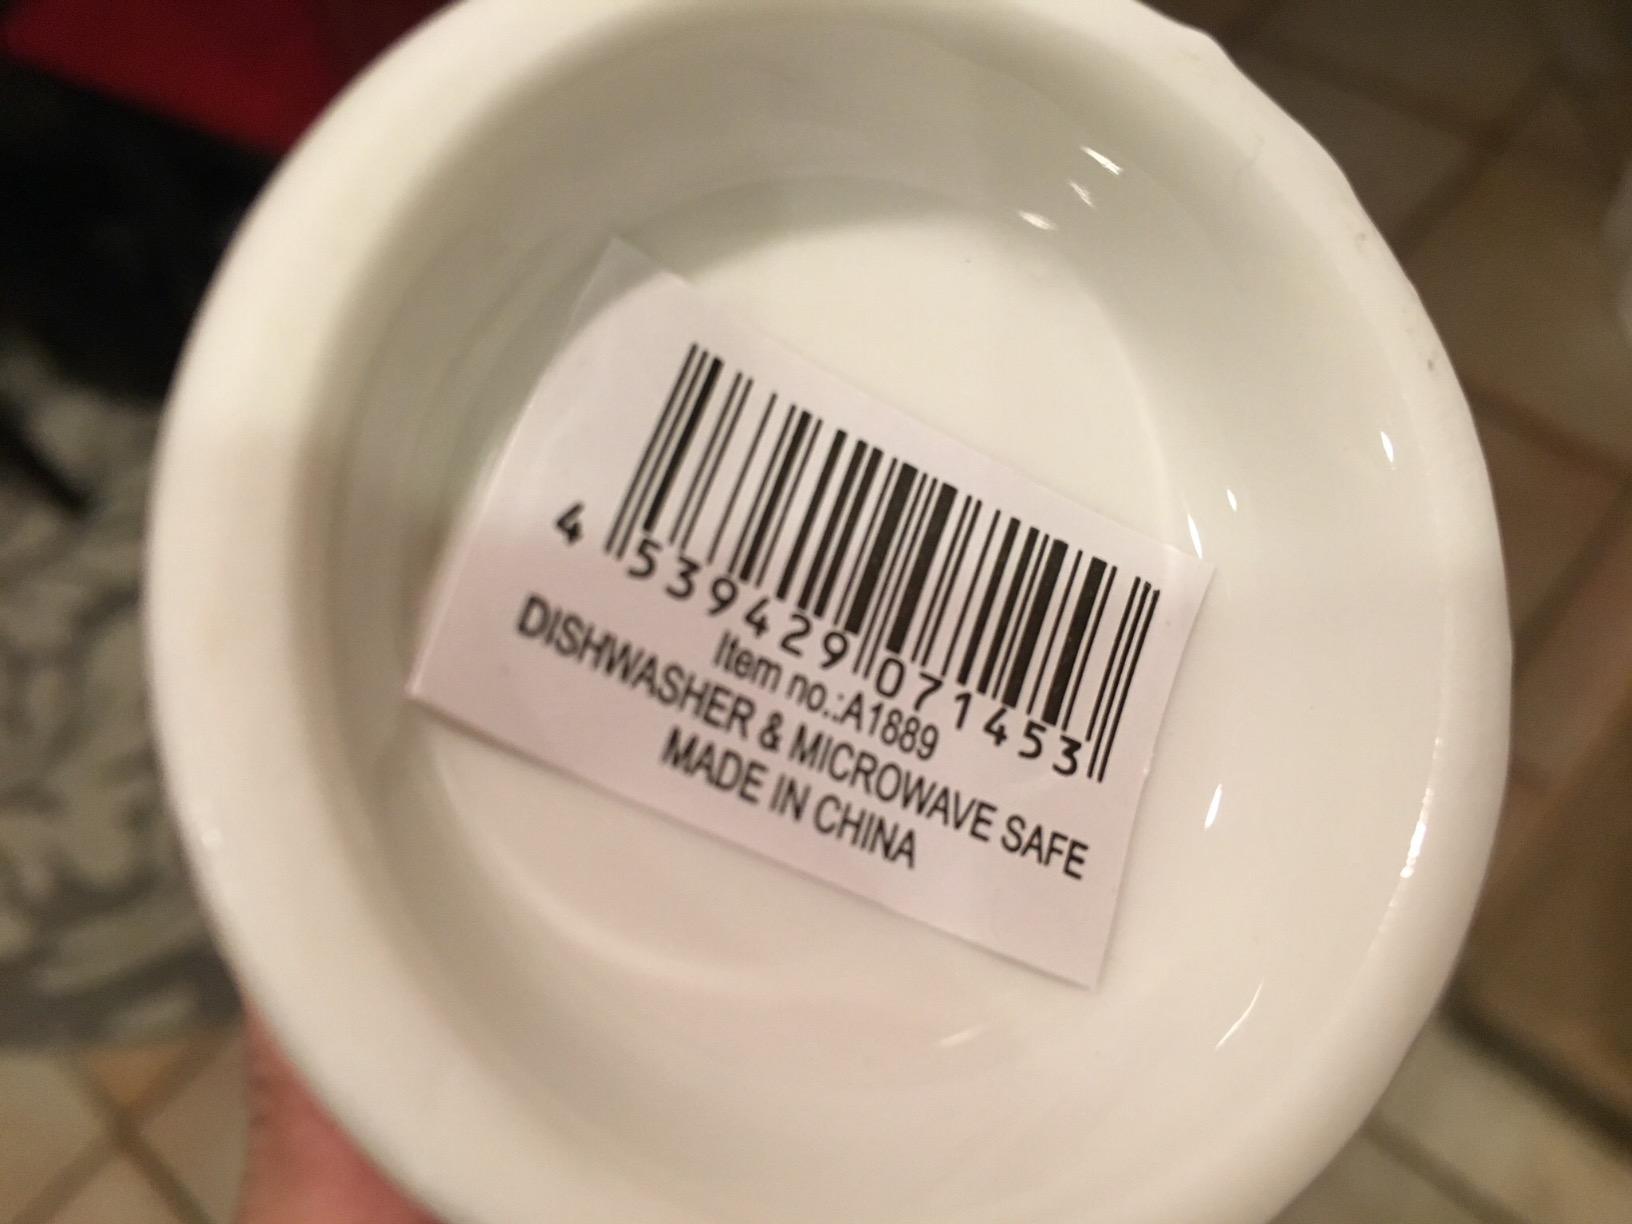 4 539429 071453
Item no.:A1889
DISHWASHER & MICROWAVE SAFE
MADE IN CHINA